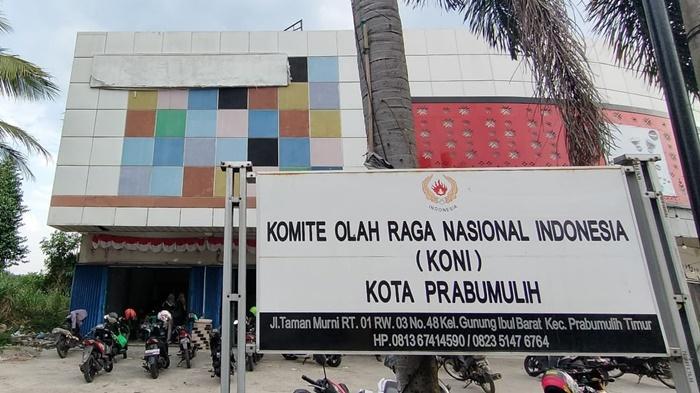 INDONESIA
KOMITE OLAH RAGA NASIONAL INDONESIA
(KONI)
KOTA PRABUMULIH
Jl.Taman Murni RT. 01 RW. 03 No.48 Kel. Gunung Ibul Barat Kec. Prabumulih Timur
HP. 0813 67414590 / 0823 5147 6764